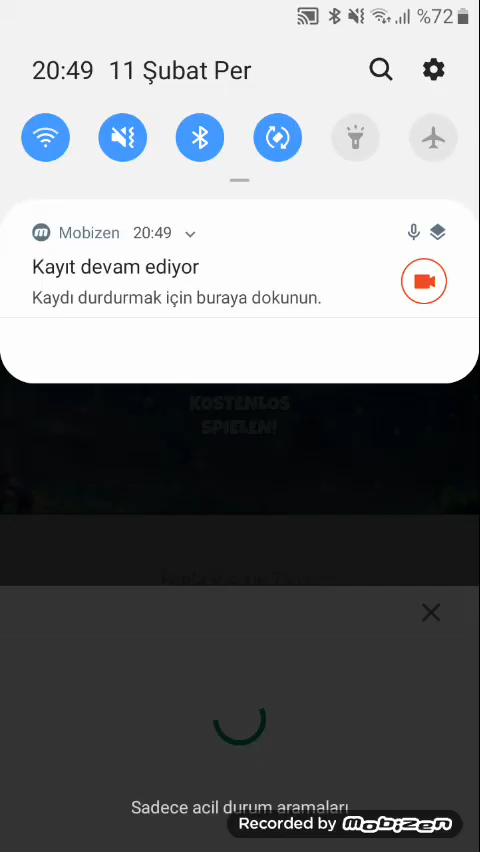 %72
20:49 11 Şubat Per
Mobizen 20:49
Kayıt devam ediyor
Kaydı durdurmak için buraya dokunun.
KOSTENLOS
SPIELEN!
Sadece acil durum aramaları
Recorded by Mobizen